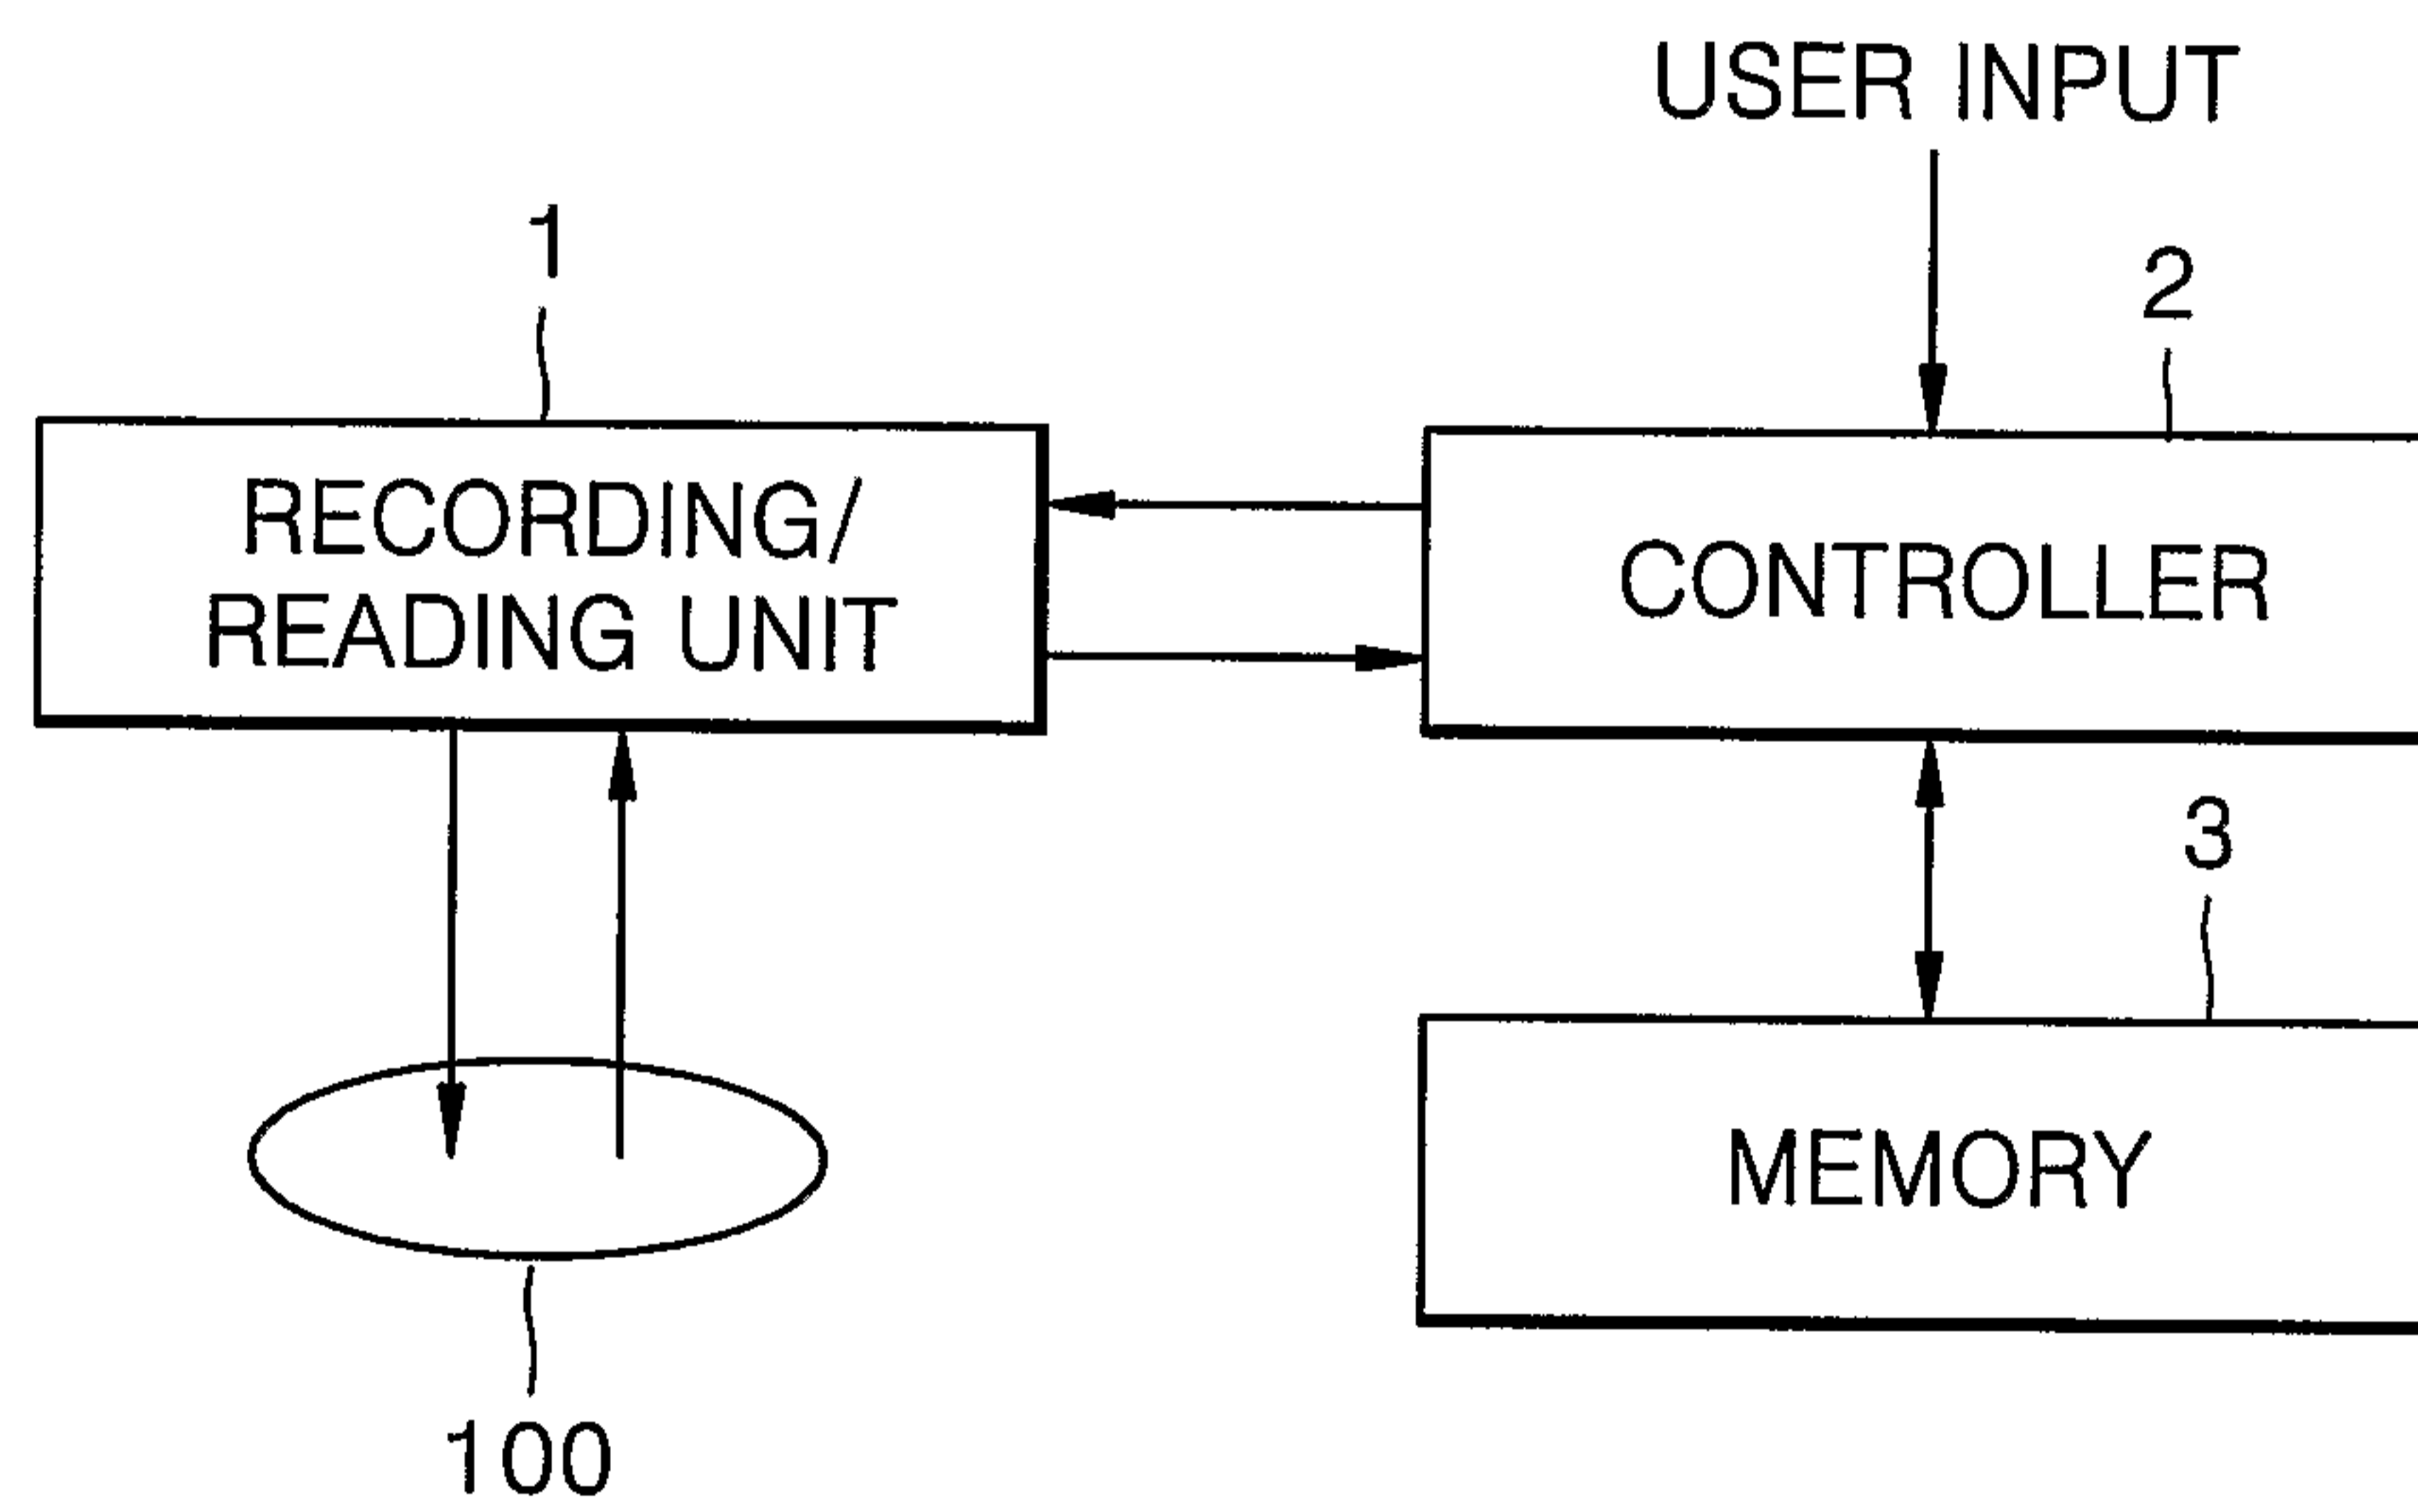 USER INPUT
1
2
RECORDING/
READING UNIT
CONTROLLER
3
MEMORY
100